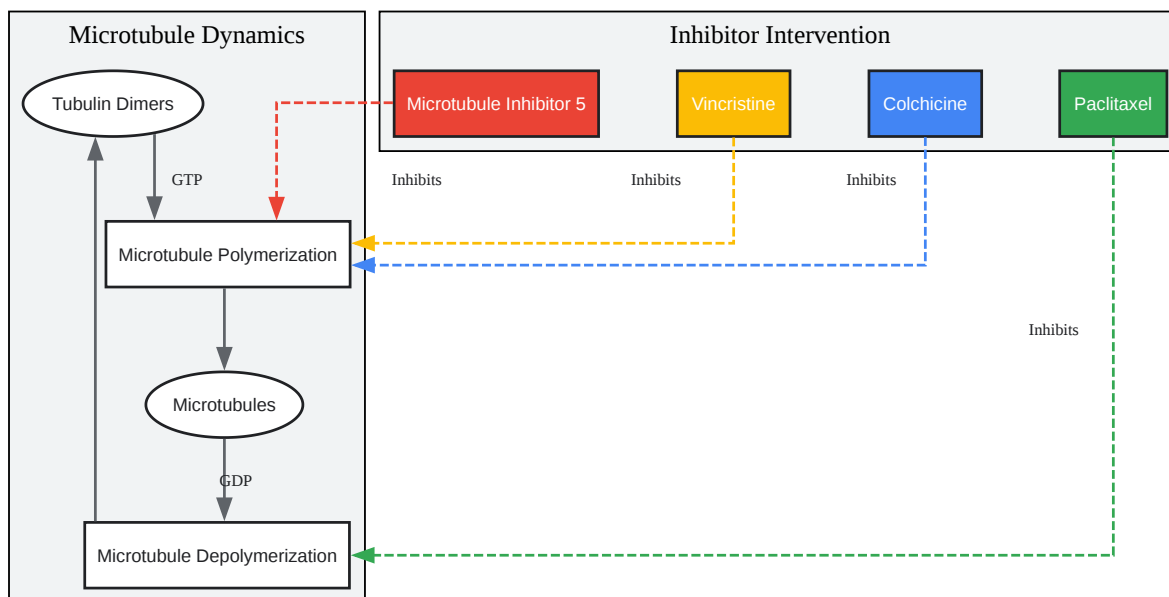 Microtubule Dynamics
Inhibitor Intervention
Tubulin Dimers
Microtubule Inhibitor 5
Vincristine
Colchicine
Paclitaxel
GTP
Inhibits
Inhibits
Inhibits
Microtubule Polymerization
Inhibits
Microtubules
GDP
Microtubule Depolymerization